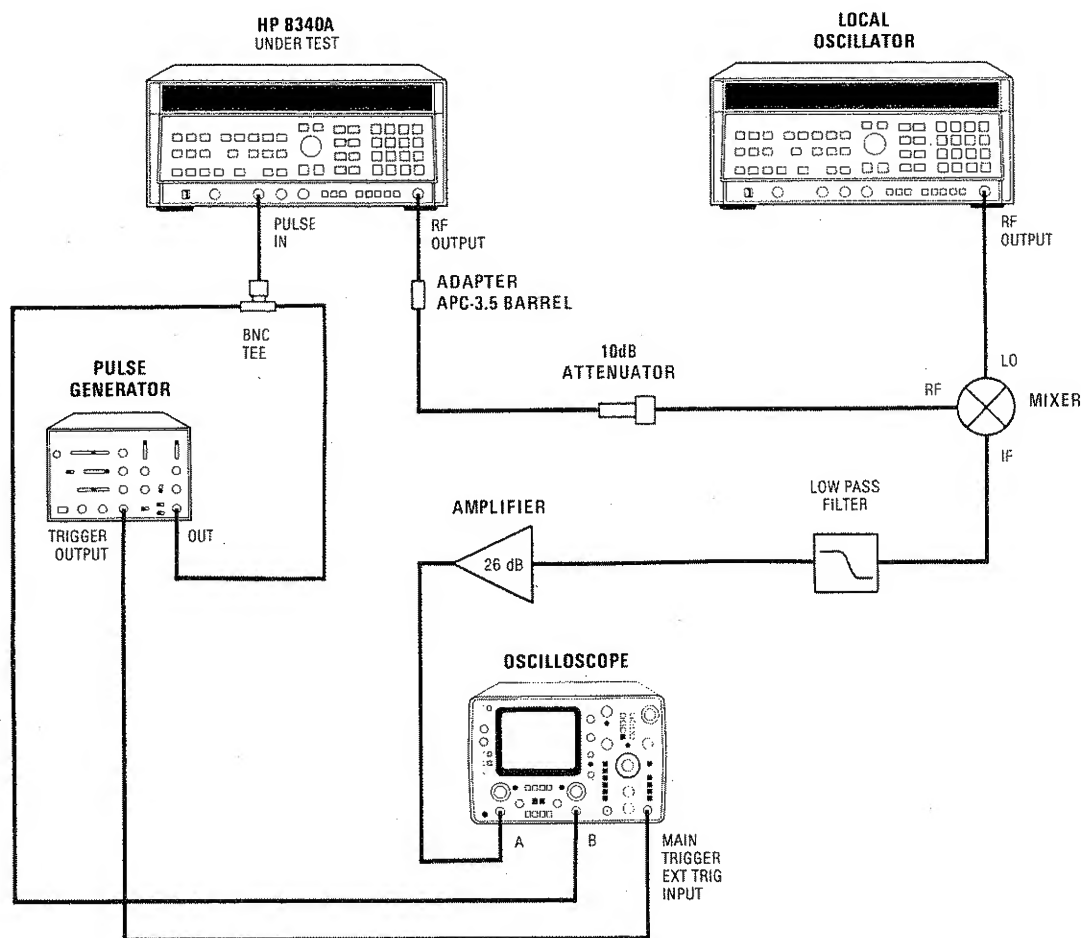 HP 8340A
UNDER TEST
LOCAL
OSCILLATOR
PULSE
IN
RF
OUTPUT
RF
OUTPUT
ADAPTER
APC-3.5 BARREL
BNC
TEE
10dB
ATTENUATOR
PULSE
GENERATOR
LO
RF
MIXER
IF
LOW PASS
FILTER
AMPLIFIER
26 dB
TRIGGER
OUTPUT
OUT
OSCILLOSCOPE
A
B
MAIN
TRIGGER
EXT TRIG
INPUT